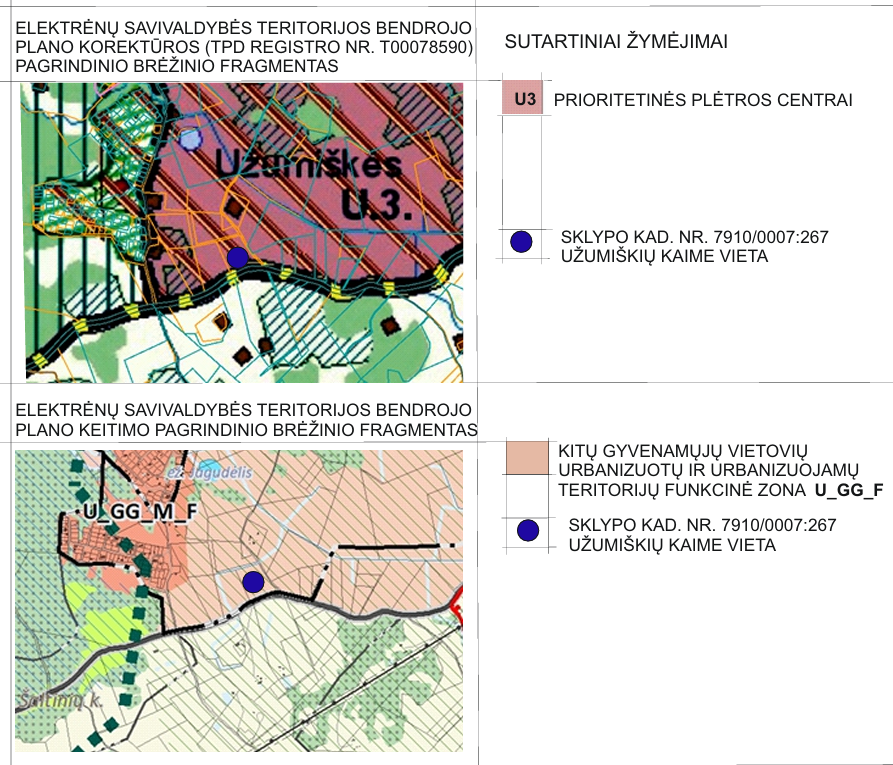 ELEKTRĖNŲ SAVIVALDYBĖS TERITORIJOS BENDROJO
PLANO KOREKTŪROS (TPD REGISTRO NR. T00078590)
PAGRINDINIO BRĖŽINIO FRAGMENTAS
SUTARTINIAI ŽYMĖJIMAI
U3 PRIORITETINĖS PLĖTROS CENTRAI
Užumiškės
U.3.
SKLYPO KAD. NR. 7910/0007:267
UŽUMIŠKIŲ KAIME VIETA
ELEKTRĖNŲ SAVIVALDYBĖS TERITORIJOS BENDROJO
PLANO KEITIMO PAGRINDINIO BRĖŽINIO FRAGMENTAS
KITŲ GYVENAMŲJŲ VIETOVIŲ
URBANIZUOTŲ IR URBANIZUOJAMŲ
TERITORIJŲ FUNKCINĖ ZONA U_GG_F
ež. Jagudėlis
U_GG_M_F
SKLYPO KAD. NR. 7910/0007:267
UŽUMIŠKIŲ KAIME VIETA
Šaltinių k.